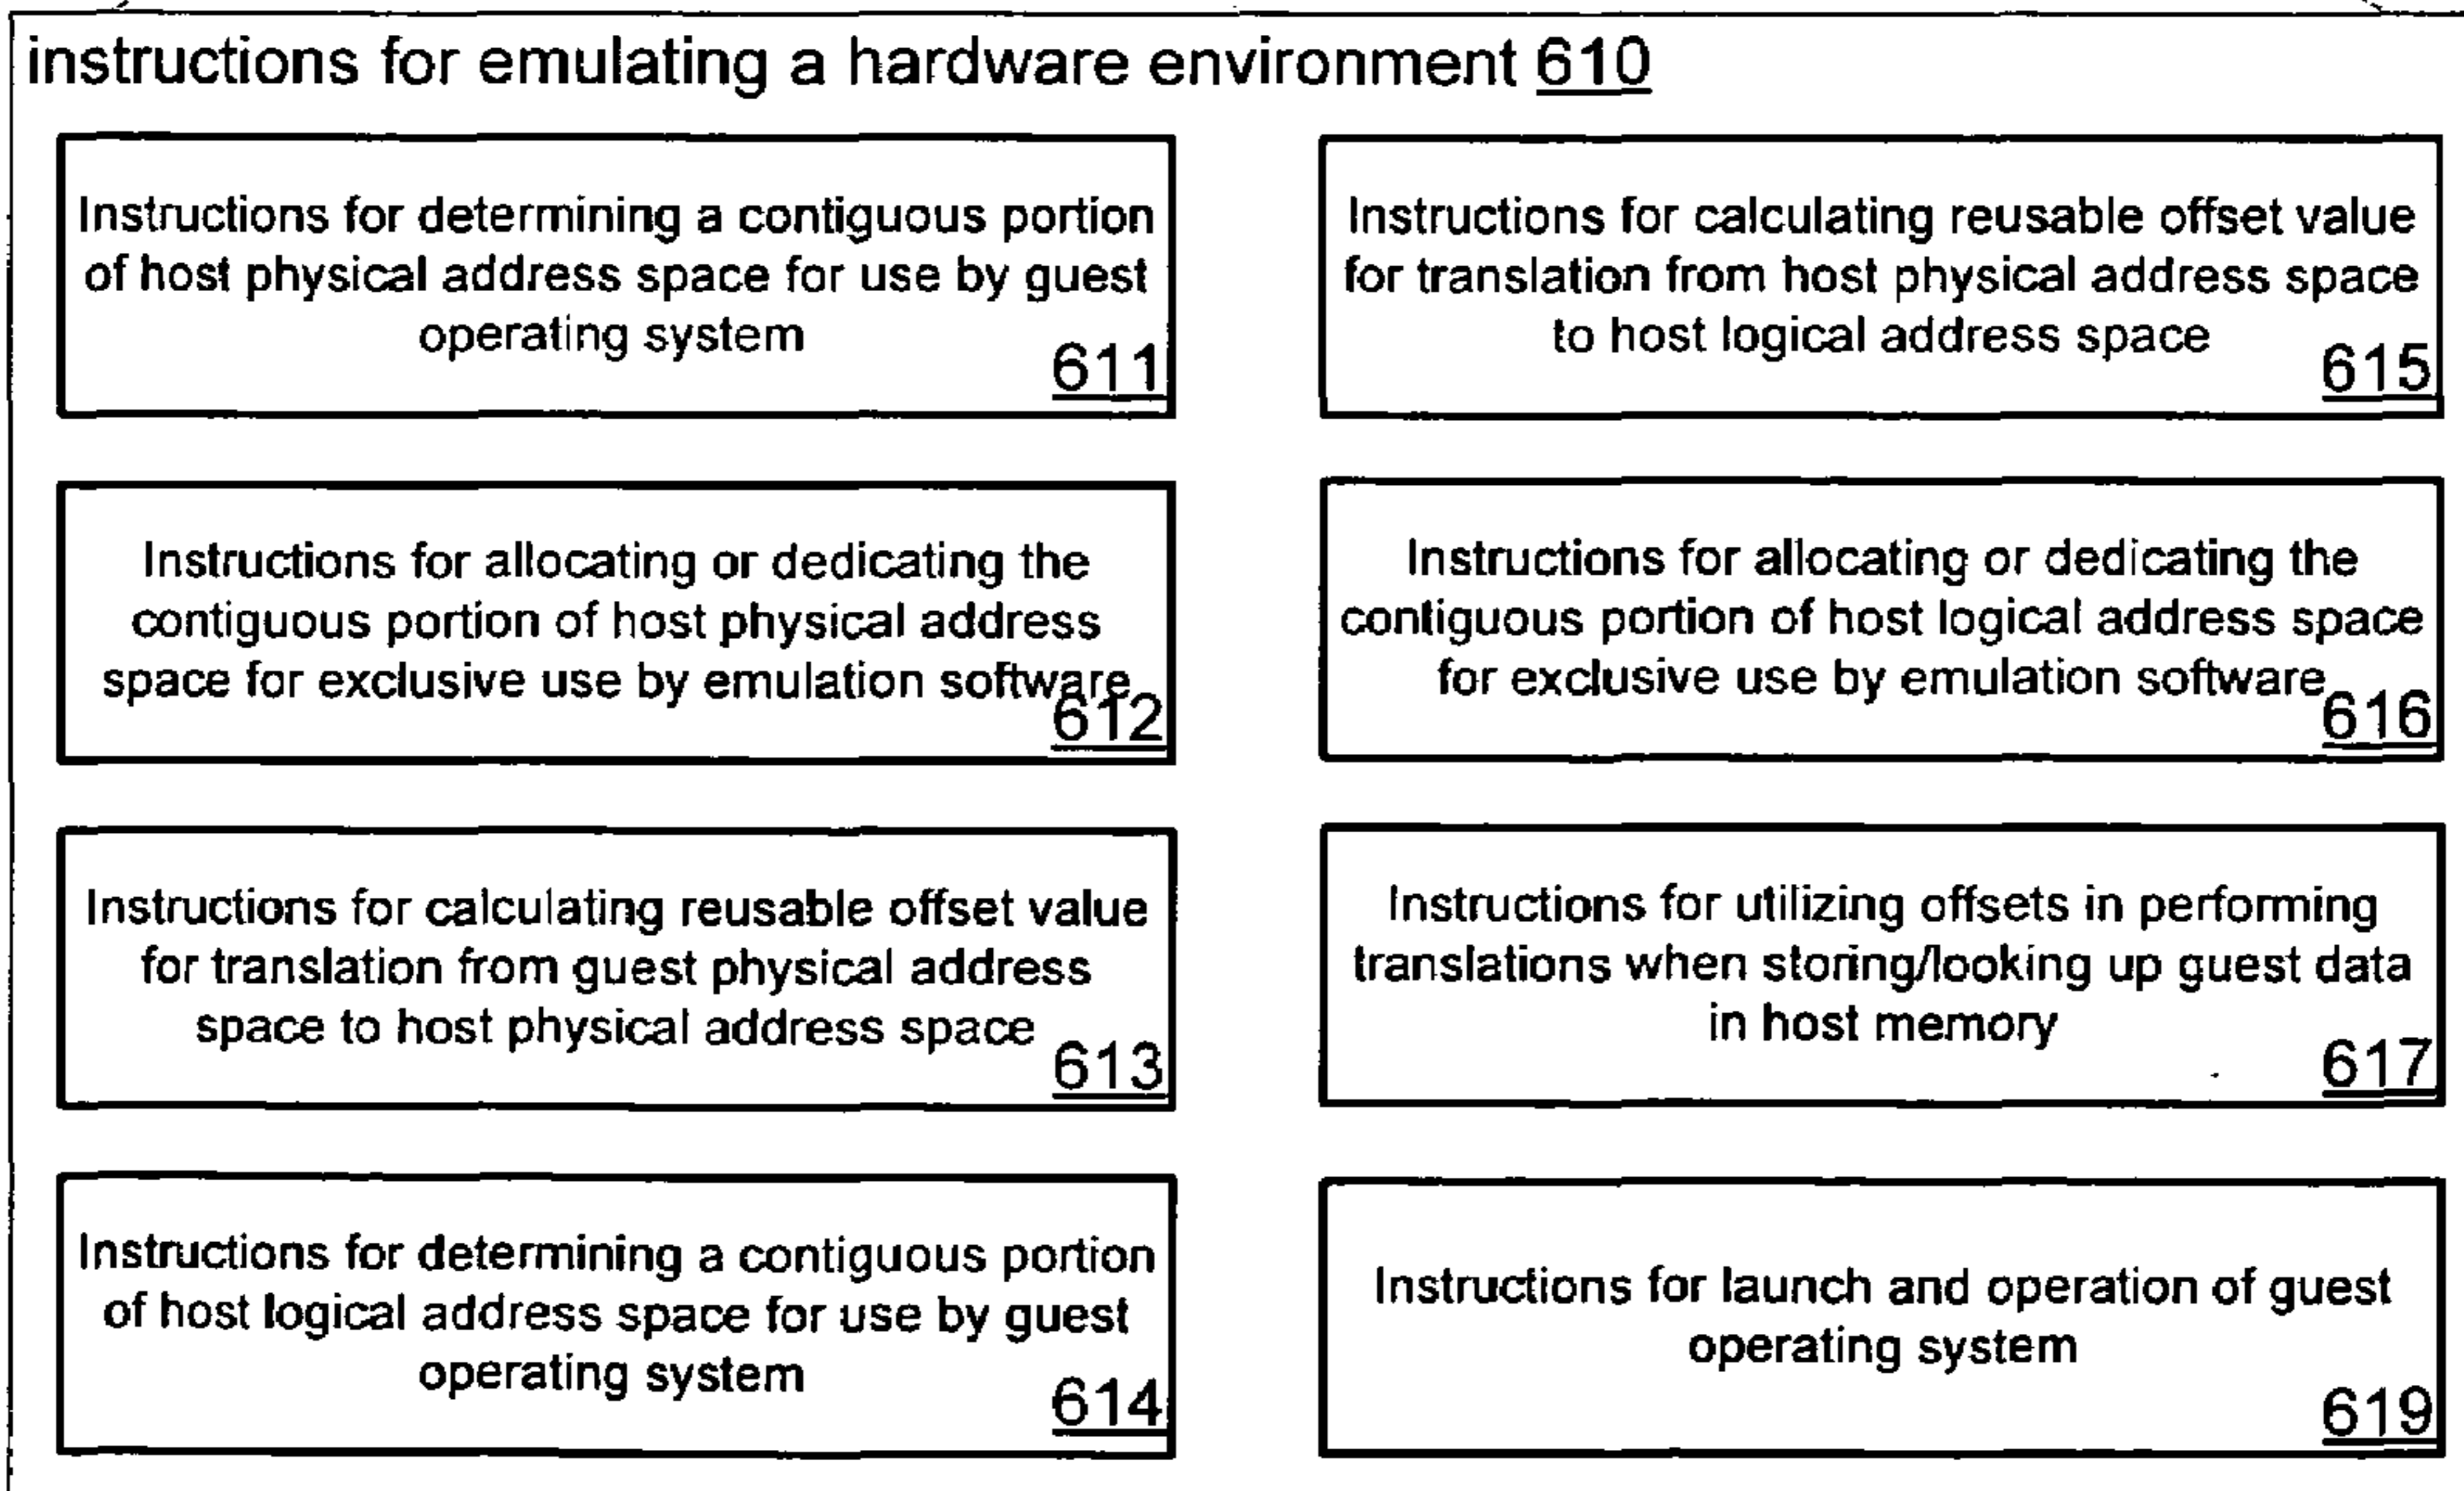 instructions for emulating a hardware environment 610
Instructions for determining a contiguous portion
of host physical address space for use by guest
operating system
611
Instructions for allocating or dedicating the
contiguous portion of host physical address
space for exclusive use by emulation software
612
Instructions for calculating reusable offset value
for translation from guest physical address
space to host physical address space
613
Instructions for determining a contiguous portion
of host logical address space for use by guest
operating system
614
Instructions for calculating reusable offset value
for translation from host physical address space
to host logical address space
615
Instructions for allocating or dedicating the
contiguous portion of host logical address space
for exclusive use by emulation software
616
Instructions for utilizing offsets in performing
translations when storing/looking up guest data
in host memory
617
Instructions for launch and operation of guest
operating system
619